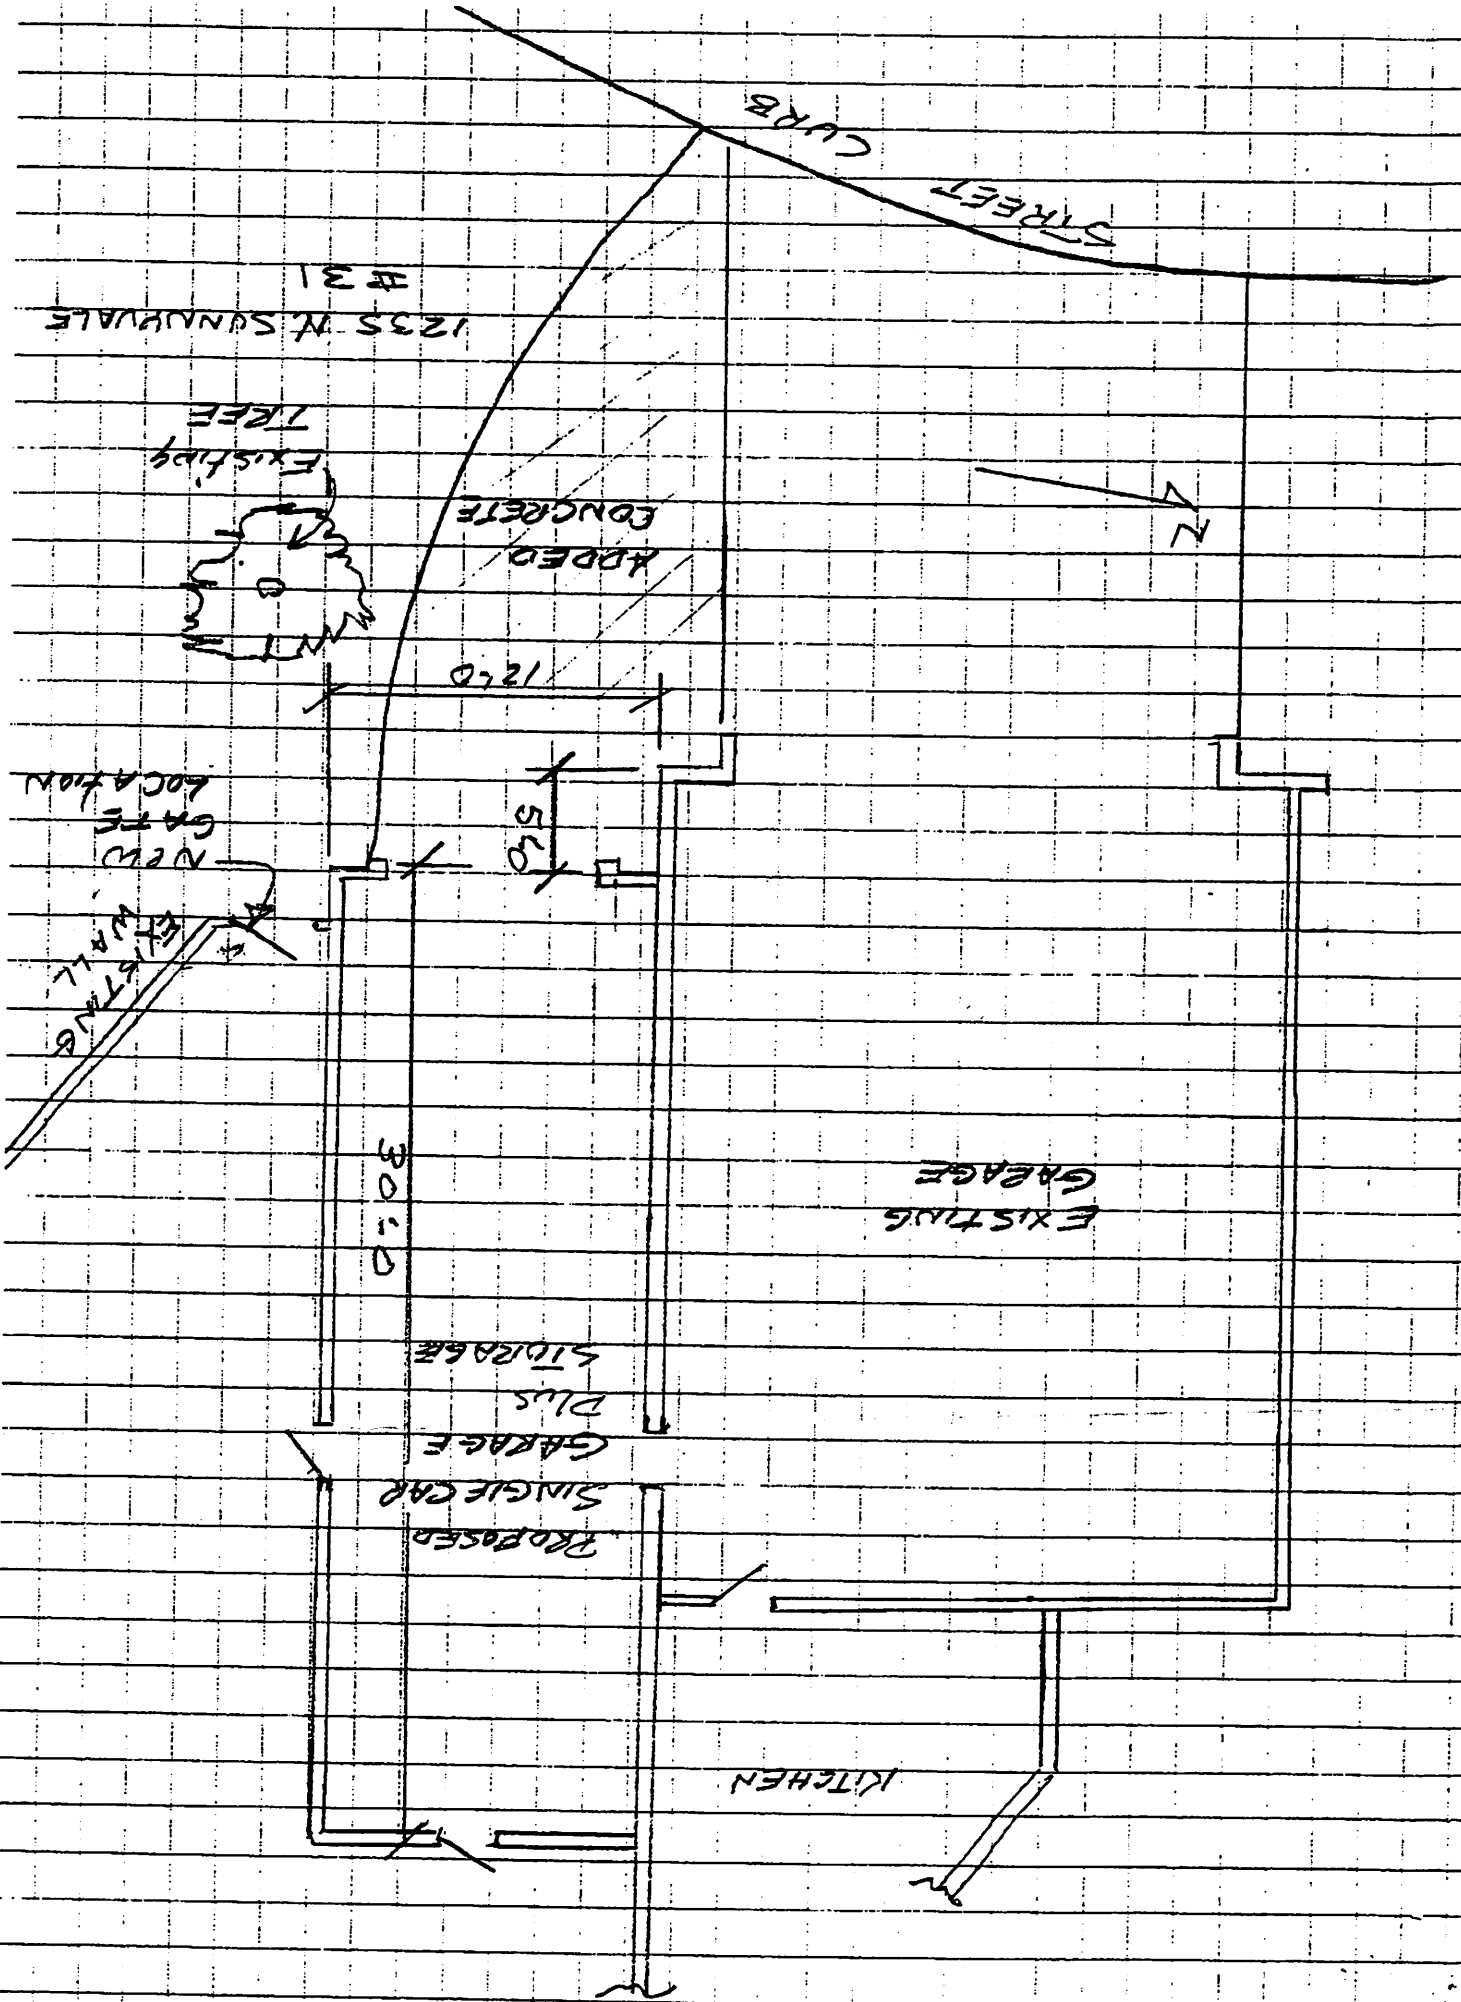 KITCHEN
PROPOSED
SINGLE CAR
GARAGE
PLUS
STORAGE
EXISTING
GARAGE
30'-0
EXISTING
WALL
NEW
GATE
LOCATION
5'-0
12'-0
ADDED
CONCRETE
N
EXISTING
TREE
1235 N SUNNYVALE
#31
STREET
CURB